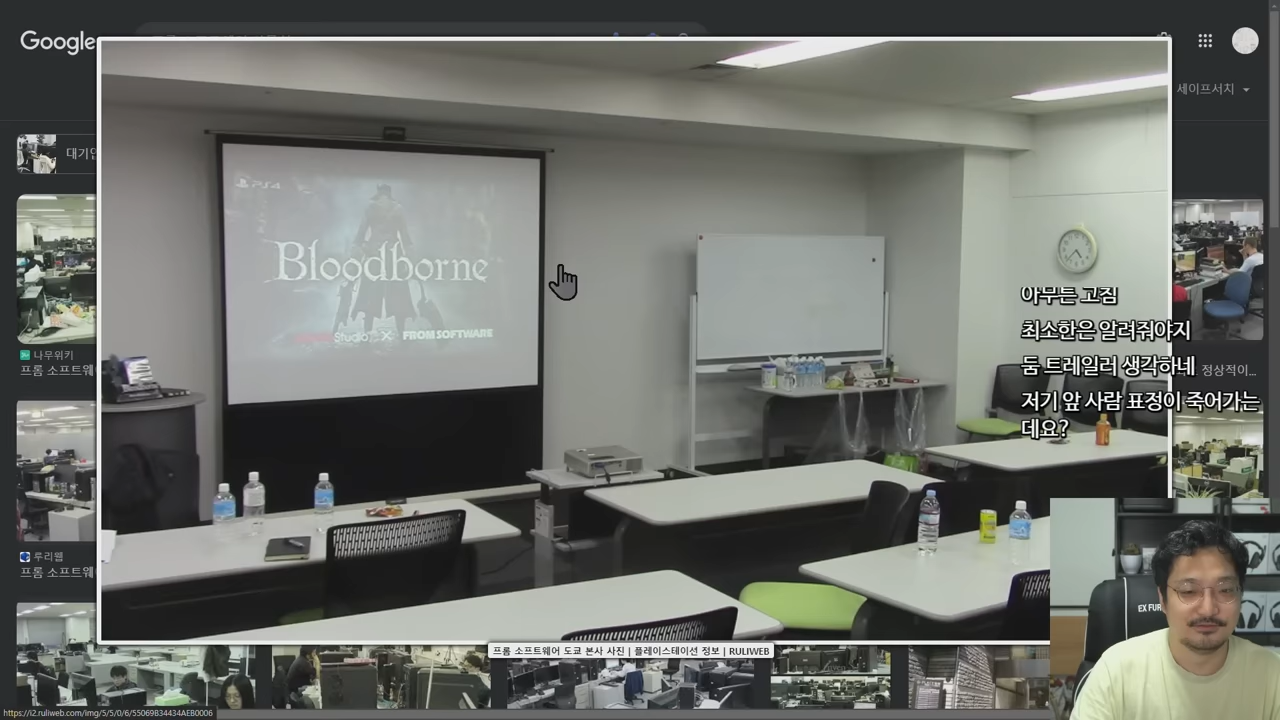 Google
세이프서치
대기업
PS4
Bloodborne
Studio X FROM SOFTWARE
아무튼 고짐
최소한은 알려줘야지
둠 트레일러 생각하네
저기 앞 사람 표정이 죽어가는
데요?
나무위키
프롬 소프트웨
정상적이...
루리웹
프롬 소프트웨
EX FUR
프롬 소프트웨어 도쿄 본사 사진 | 플레이스테이션 정보 | RULIWEB
https://i2.ruliweb.com/img/5/5/0/6/55069834434AEB0006